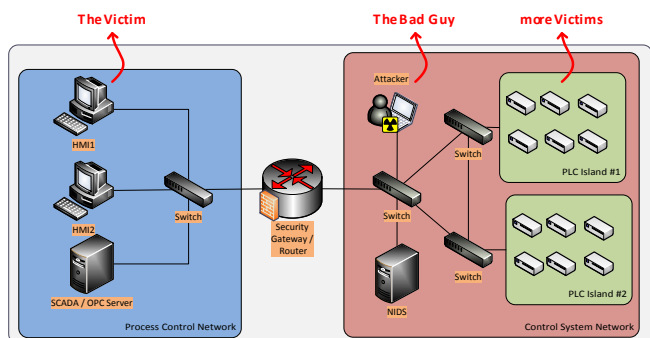 The Victim
The Bad Guy
more Victims
Attacker
HMI1
Switch
PLC Island #1
HMI2
Switch
Security
Gateway /
Router
Switch
Switch
SCADA / OPC Server
NIDS
PLC Island #2
Process Control Network
Control System Network